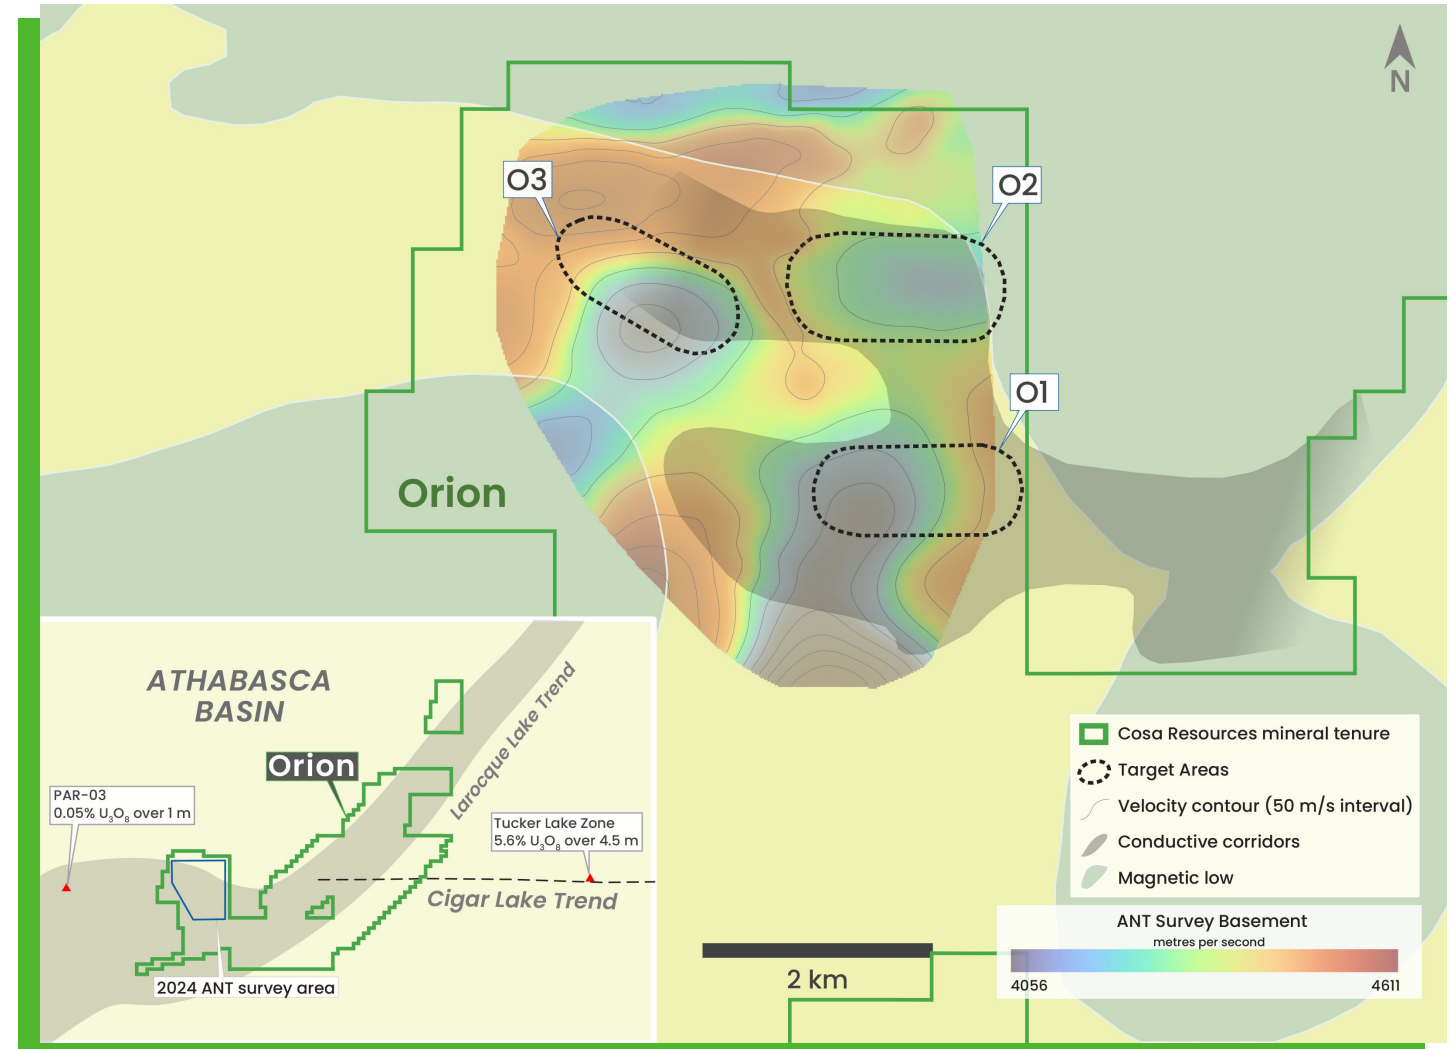 N
O3
O2
O1
Orion
ATHABASCA
BASIN
Orion
Larocque Lake Trend
PAR-03
0.05% U₃O₈ over 1 m
Tucker Lake Zone
5.6% U₃O₈ over 4.5 m
Cigar Lake Trend
2024 ANT survey area
2 km
Cosa Resources mineral tenure
Target Areas
Velocity contour (50 m/s interval)
Conductive corridors
Magnetic low
ANT Survey Basement
metres per second
4056 4611